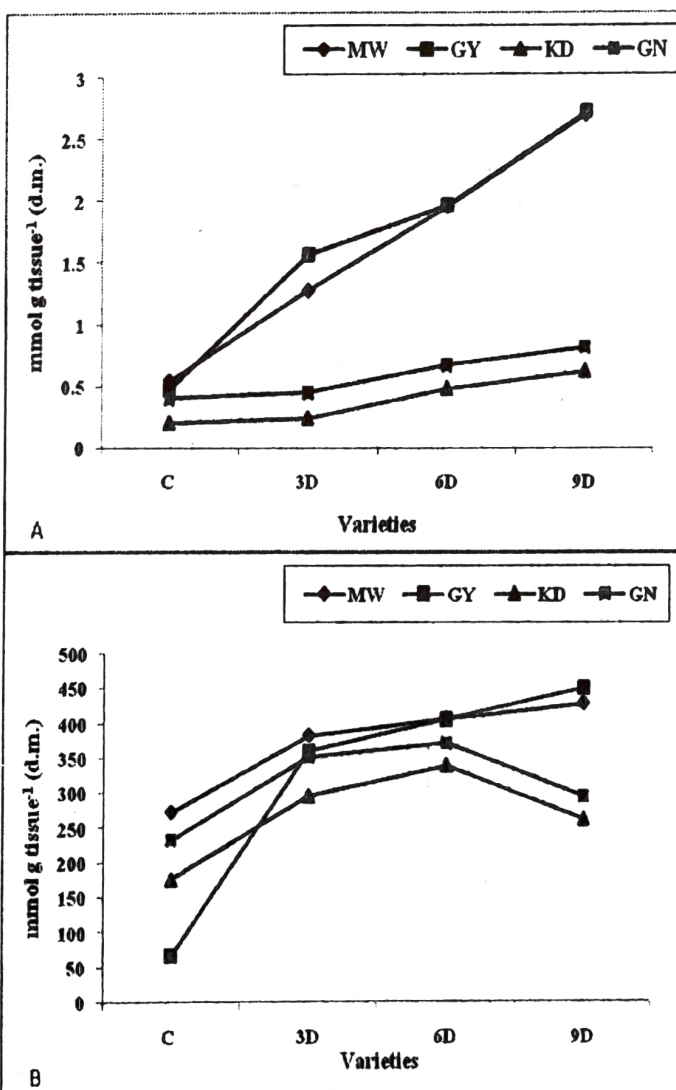 MW GY KD GN
3
2.5
2
1.5
1
0.5
0
mmol g tissue⁻¹ (d.m.)
C 3D 6D 9D
Varieties
A
MW GY KD GN
500
450
400
350
300
250
200
150
100
50
0
mmol g tissue⁻¹ (d.m.)
C 3D 6D 9D
Varieties
B